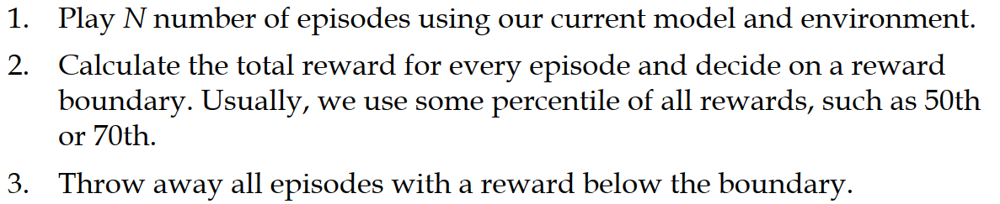 1. Play N number of episodes using our current model and environment.
2. Calculate the total reward for every episode and decide on a reward
boundary. Usually, we use some percentile of all rewards, such as 50th
or 70th.
3. Throw away all episodes with a reward below the boundary.